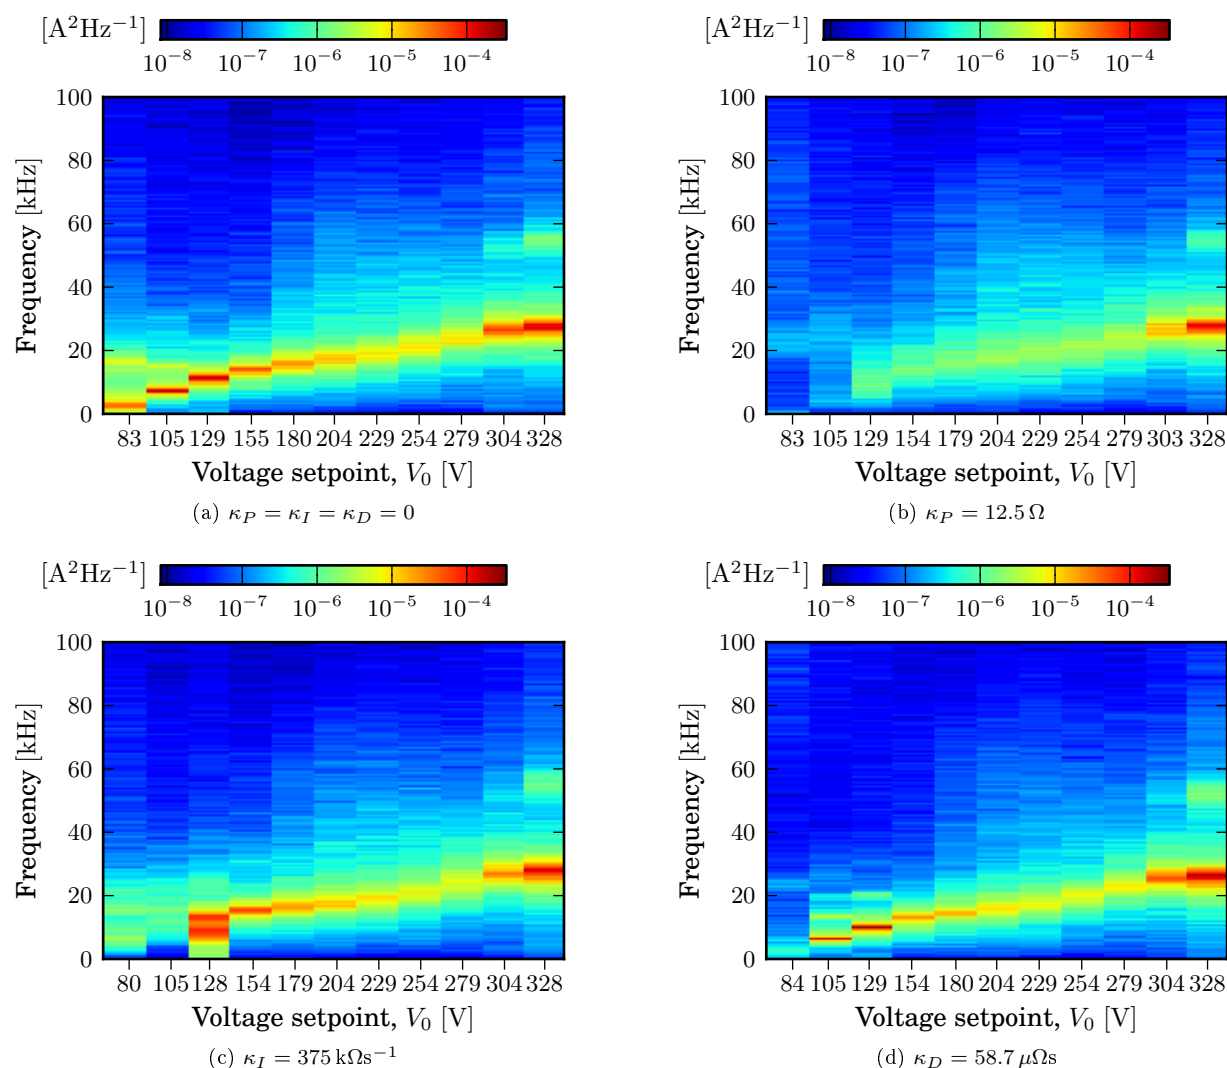 [A²Hz⁻¹]
10⁻⁸ 10⁻⁷ 10⁻⁶ 10⁻⁵ 10⁻⁴
100
80
60
40
20
0
Frequency [kHz]
83 105 129 155 180 204 229 254 279 304 328
Voltage setpoint, V₀ [V]
(a) κ_P = κ_I = κ_D = 0
[A²Hz⁻¹]
10⁻⁸ 10⁻⁷ 10⁻⁶ 10⁻⁵ 10⁻⁴
100
80
60
40
20
0
Frequency [kHz]
83 105 129 154 179 204 229 254 279 303 328
Voltage setpoint, V₀ [V]
(b) κ_P = 12.5 Ω
[A²Hz⁻¹]
10⁻⁸ 10⁻⁷ 10⁻⁶ 10⁻⁵ 10⁻⁴
100
80
60
40
20
0
Frequency [kHz]
80 105 128 154 179 204 229 254 279 304 328
Voltage setpoint, V₀ [V]
(c) κ_I = 375 kΩs⁻¹
[A²Hz⁻¹]
10⁻⁸ 10⁻⁷ 10⁻⁶ 10⁻⁵ 10⁻⁴
100
80
60
40
20
0
Frequency [kHz]
84 105 129 154 180 204 229 254 279 304 328
Voltage setpoint, V₀ [V]
(d) κ_D = 58.7 μΩs